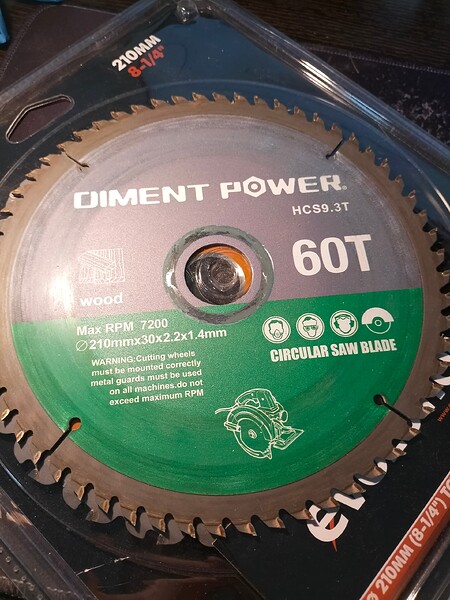 210MM
8-1/4"
DIMENT POWER®
HCS9.3T
60T
wood
Max RPM 7200
Ø210mmx30x2.2x1.4mm
WARNING:Cutting wheels
must be mounted correctly
metal guards must be used
on all machines.do not
exceed maximum RPM
CIRCULAR SAW BLADE
Ø 210MM (8-1/4")